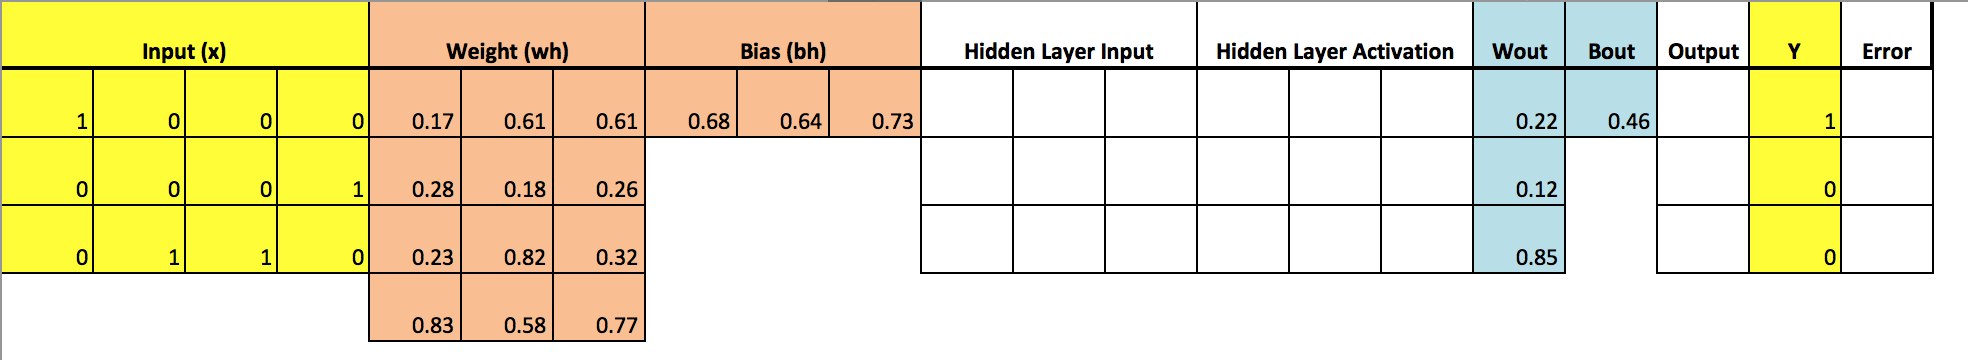 Input (x) Weight (wh) Bias (bh) Hidden Layer Input Hidden Layer Activation Wout Bout Output Y Error
1 0 0 0 0.17 0.61 0.61 0.68 0.64 0.73 0.22 0.46 1
0 0 0 1 0.28 0.18 0.26 0.12 0
0 1 1 0 0.23 0.82 0.32 0.85 0
0.83 0.58 0.77